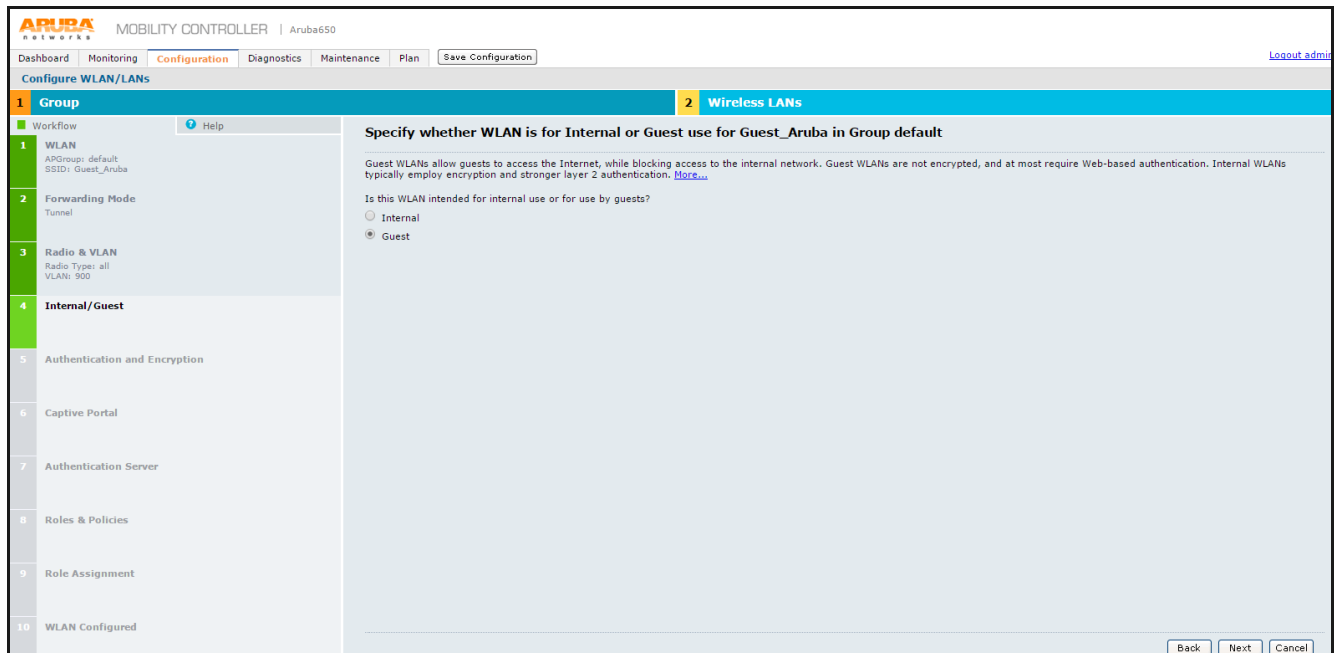 ARUBA
networks
MOBILITY CONTROLLER | Aruba650
Dashboard Monitoring Configuration Diagnostics Maintenance Plan Save Configuration Logout admin
Configure WLAN/LANs
1 Group 2 Wireless LANs
Workflow ? Help
1 WLAN
APGroup: default
SSID: Guest_Aruba
2 Forwarding Mode
Tunnel
3 Radio & VLAN
Radio Type: all
VLAN: 900
4 Internal/Guest
5 Authentication and Encryption
6 Captive Portal
7 Authentication Server
8 Roles & Policies
9 Role Assignment
10 WLAN Configured
Specify whether WLAN is for Internal or Guest use for Guest_Aruba in Group default
Guest WLANs allow guests to access the Internet, while blocking access to the internal network. Guest WLANs are not encrypted, and at most require Web-based authentication. Internal WLANs
typically employ encryption and stronger layer 2 authentication. More...
Is this WLAN intended for internal use or for use by guests?
Internal
Guest
Back Next Cancel